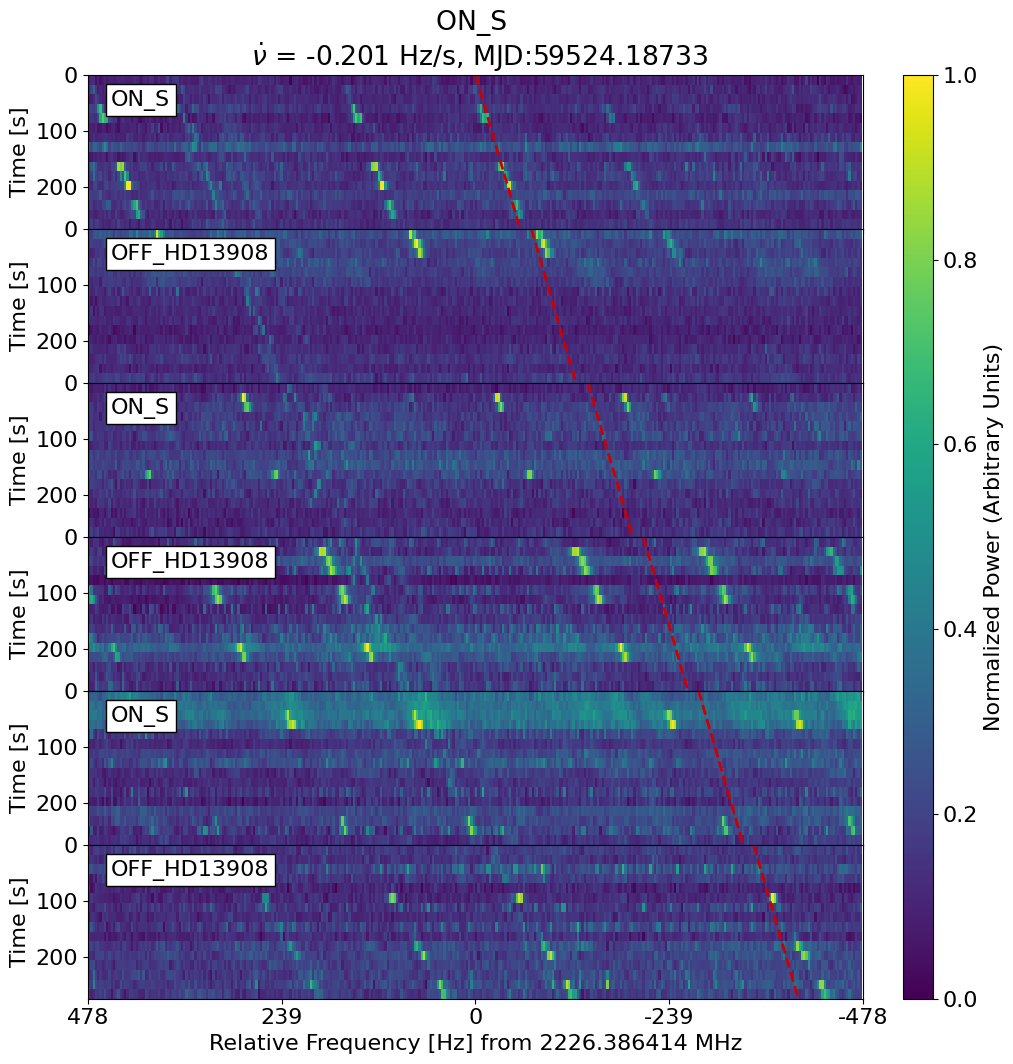 ON_S
ν̇ = -0.201 Hz/s, MJD:59524.18733
0
ON_S
100
200
Time [s]
0
OFF_HD13908
100
200
Time [s]
0
ON_S
100
200
Time [s]
0
OFF_HD13908
100
200
Time [s]
0
ON_S
100
200
Time [s]
0
OFF_HD13908
100
200
Time [s]
478 239 0 -239 -478
Relative Frequency [Hz] from 2226.386414 MHz
1.0
0.8
0.6
0.4
0.2
0.0
Normalized Power (Arbitrary Units)